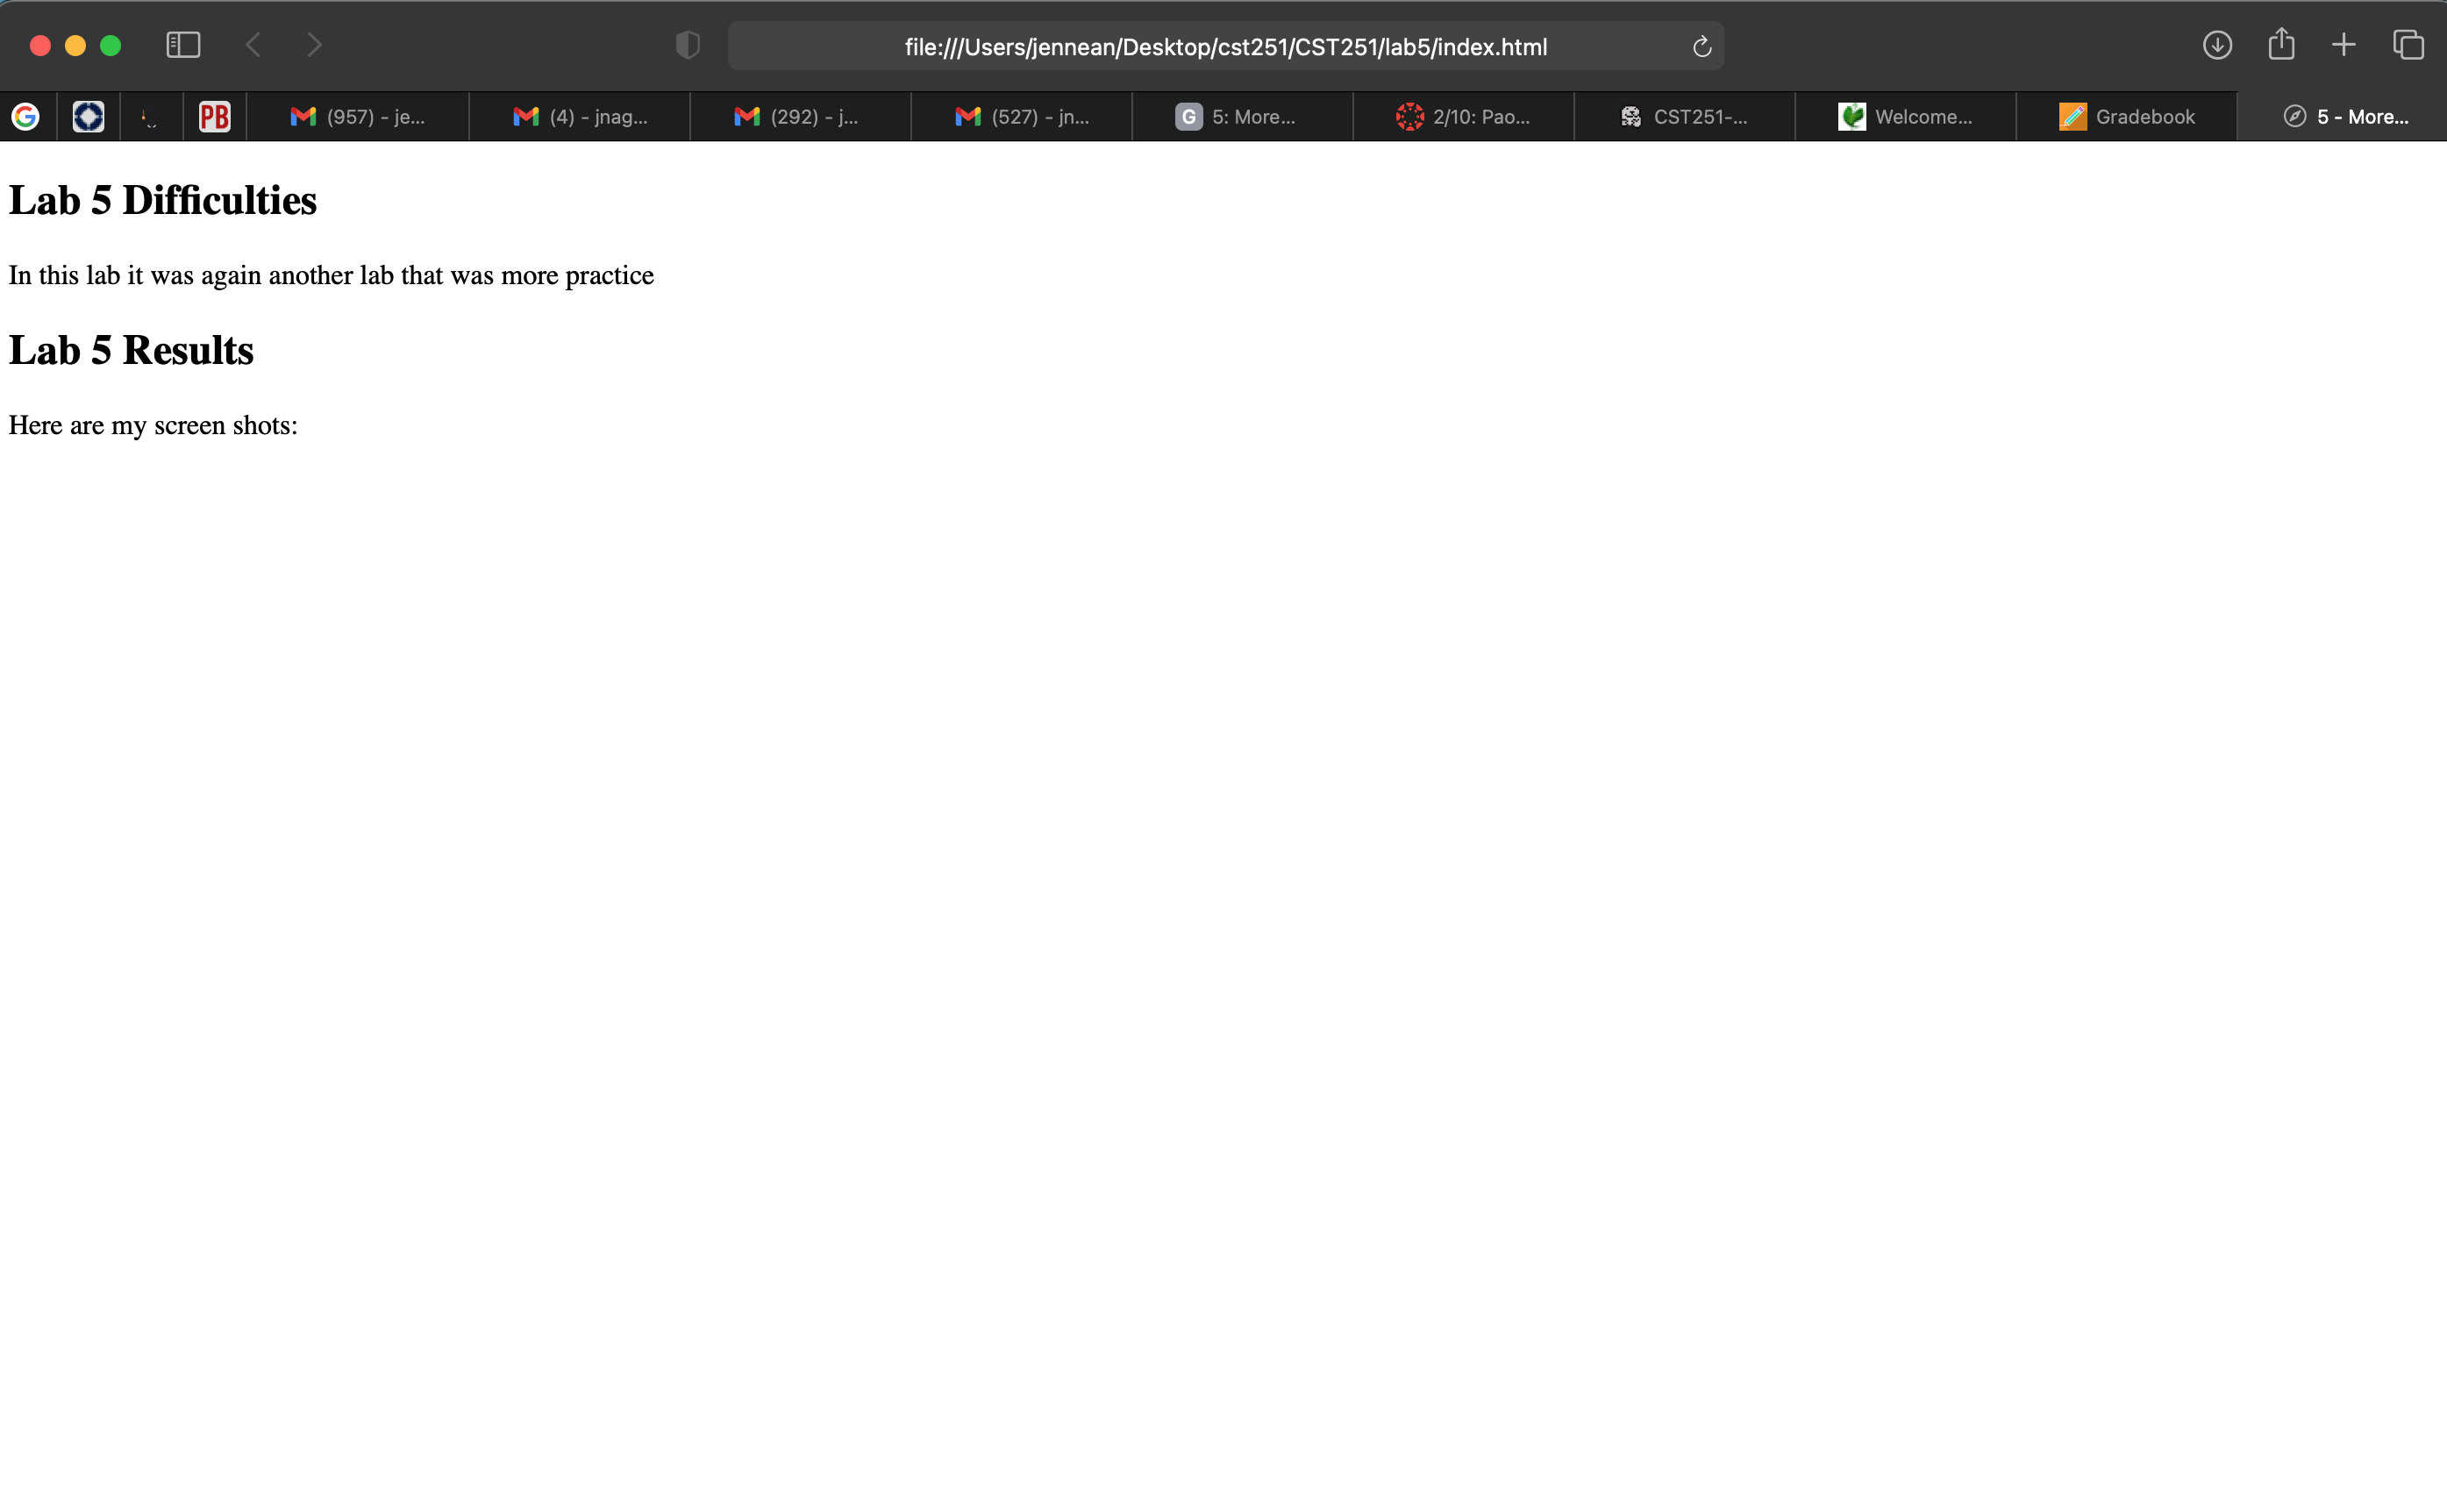 file:///Users/jennean/Desktop/cst251/CST251/lab5/index.html
PB (957) - je... (4) - jnag... (292) - j... (527) - jn... G 5: More... 2/10: Pao... CST251-... Welcome... Gradebook 5 - More...
Lab 5 Difficulties
In this lab it was again another lab that was more practice
Lab 5 Results
Here are my screen shots: